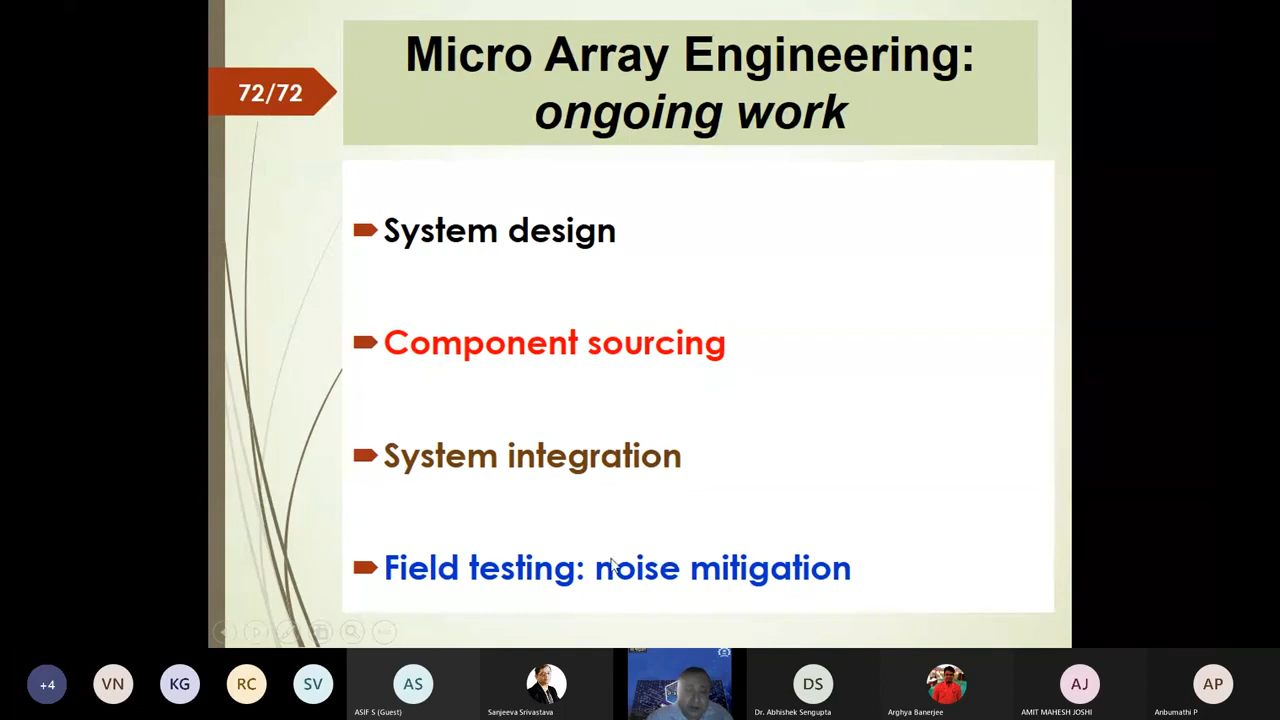 Micro Array Engineering:
ongoing work
72/72
System design
Component sourcing
System integration
Field testing: noise mitigation
+4
VN
KG
RC
SV
AS
DS
AJ
AP
ASIF S (Guest)
Sanjeeva Srivastava
Dr. Abhishek Sengupta
Arghya Banerjee
AMIT MAHESH JOSHI
Anbumathi P